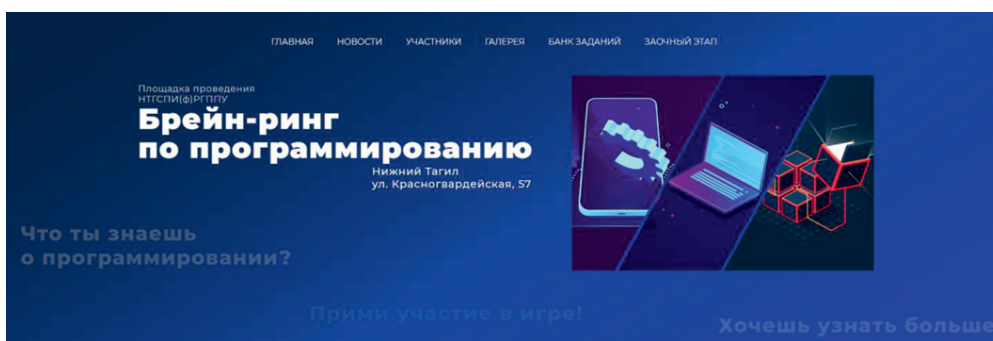 ГЛАВНАЯ НОВОСТИ УЧАСТНИКИ ГАЛЕРЕЯ БАНК ЗАДАНИЙ ЗАОЧНЫЙ ЭТАП
Площадка проведения
НТГСПИ(ф)РГППУ
Брейн-ринг
по программированию
Нижний Тагил
ул. Красногвардейская, 57
Что ты знаешь
о программировании?
Прими участие в игре!
Хочешь узнать больше